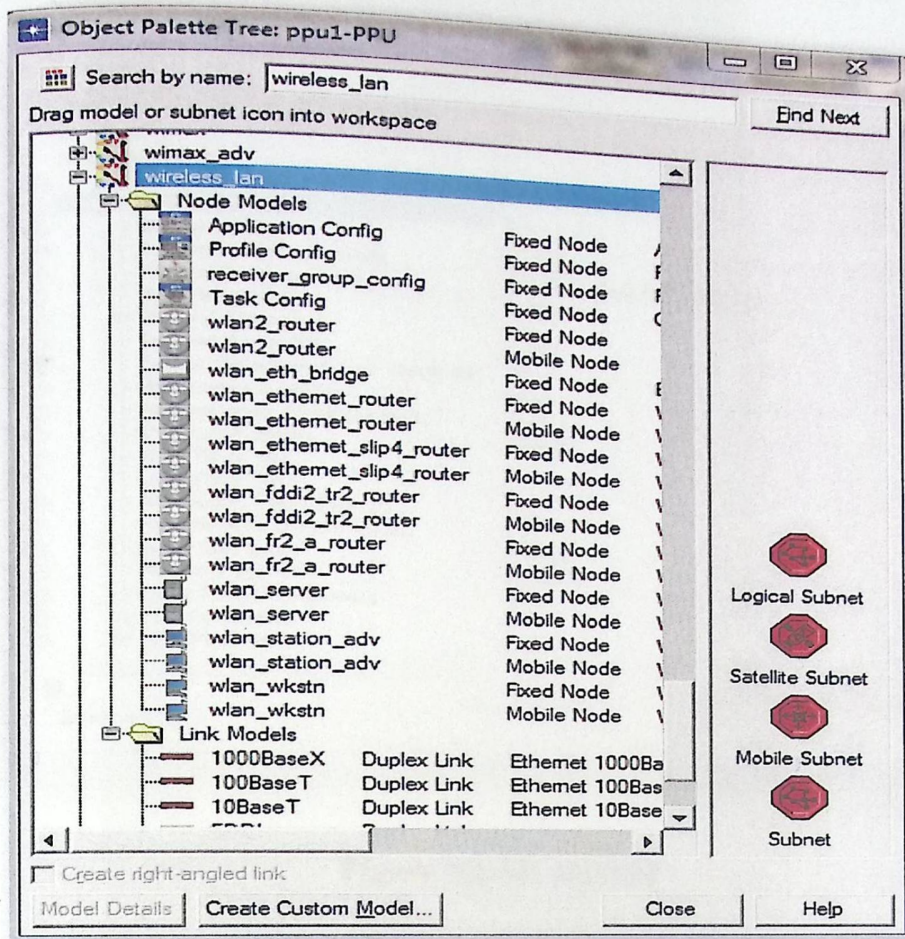 Object Palette Tree: ppu1-PPU
Search by name: wireless_lan
Find Next
Drag model or subnet icon into workspace
wimax_adv
wireless_lan
Node Models
Application Config Fixed Node
Profile Config Fixed Node
receiver_group_config Fixed Node
Task Config Fixed Node
wlan2_router Fixed Node
wlan2_router Mobile Node
wlan_eth_bridge Fixed Node
wlan_ethernet_router Fixed Node
wlan_ethernet_router Mobile Node
wlan_ethernet_slip4_router Fixed Node
wlan_ethernet_slip4_router Mobile Node
wlan_fddi2_tr2_router Fixed Node
wlan_fddi2_tr2_router Mobile Node
wlan_fr2_a_router Fixed Node
wlan_fr2_a_router Mobile Node
wlan_server Fixed Node
wlan_server Mobile Node
wlan_station_adv Fixed Node
wlan_station_adv Mobile Node
wlan_wkstn Fixed Node
wlan_wkstn Mobile Node
Link Models
1000BaseX Duplex Link Ethernet 1000Ba
100BaseT Duplex Link Ethernet 100Bas
10BaseT Duplex Link Ethernet 10Base
Logical Subnet
Satellite Subnet
Mobile Subnet
Subnet
Create right-angled link
Model Details
Create Custom Model...
Close
Help